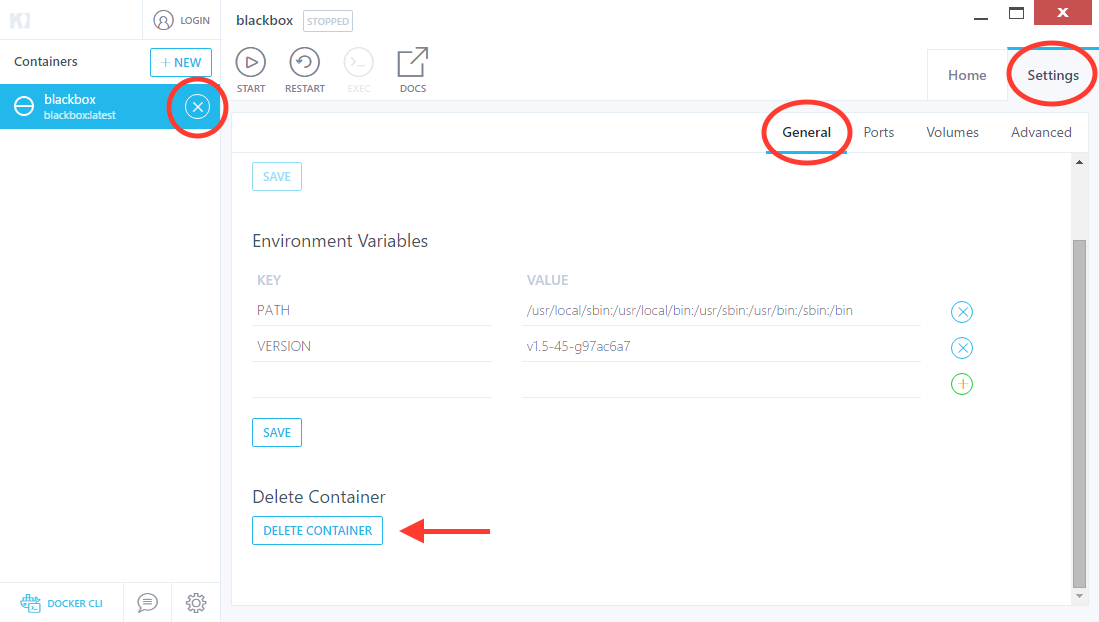 LOGIN
blackbox STOPPED
Containers
+ NEW
blackbox
blackbox:latest
START RESTART EXEC DOCS
Home Settings
General Ports Volumes Advanced
SAVE
Environment Variables
KEY VALUE
PATH /usr/local/sbin:/usr/local/bin:/usr/sbin:/usr/bin:/sbin:/bin
VERSION v1.5-45-g97ac6a7
SAVE
Delete Container
DELETE CONTAINER
DOCKER CLI